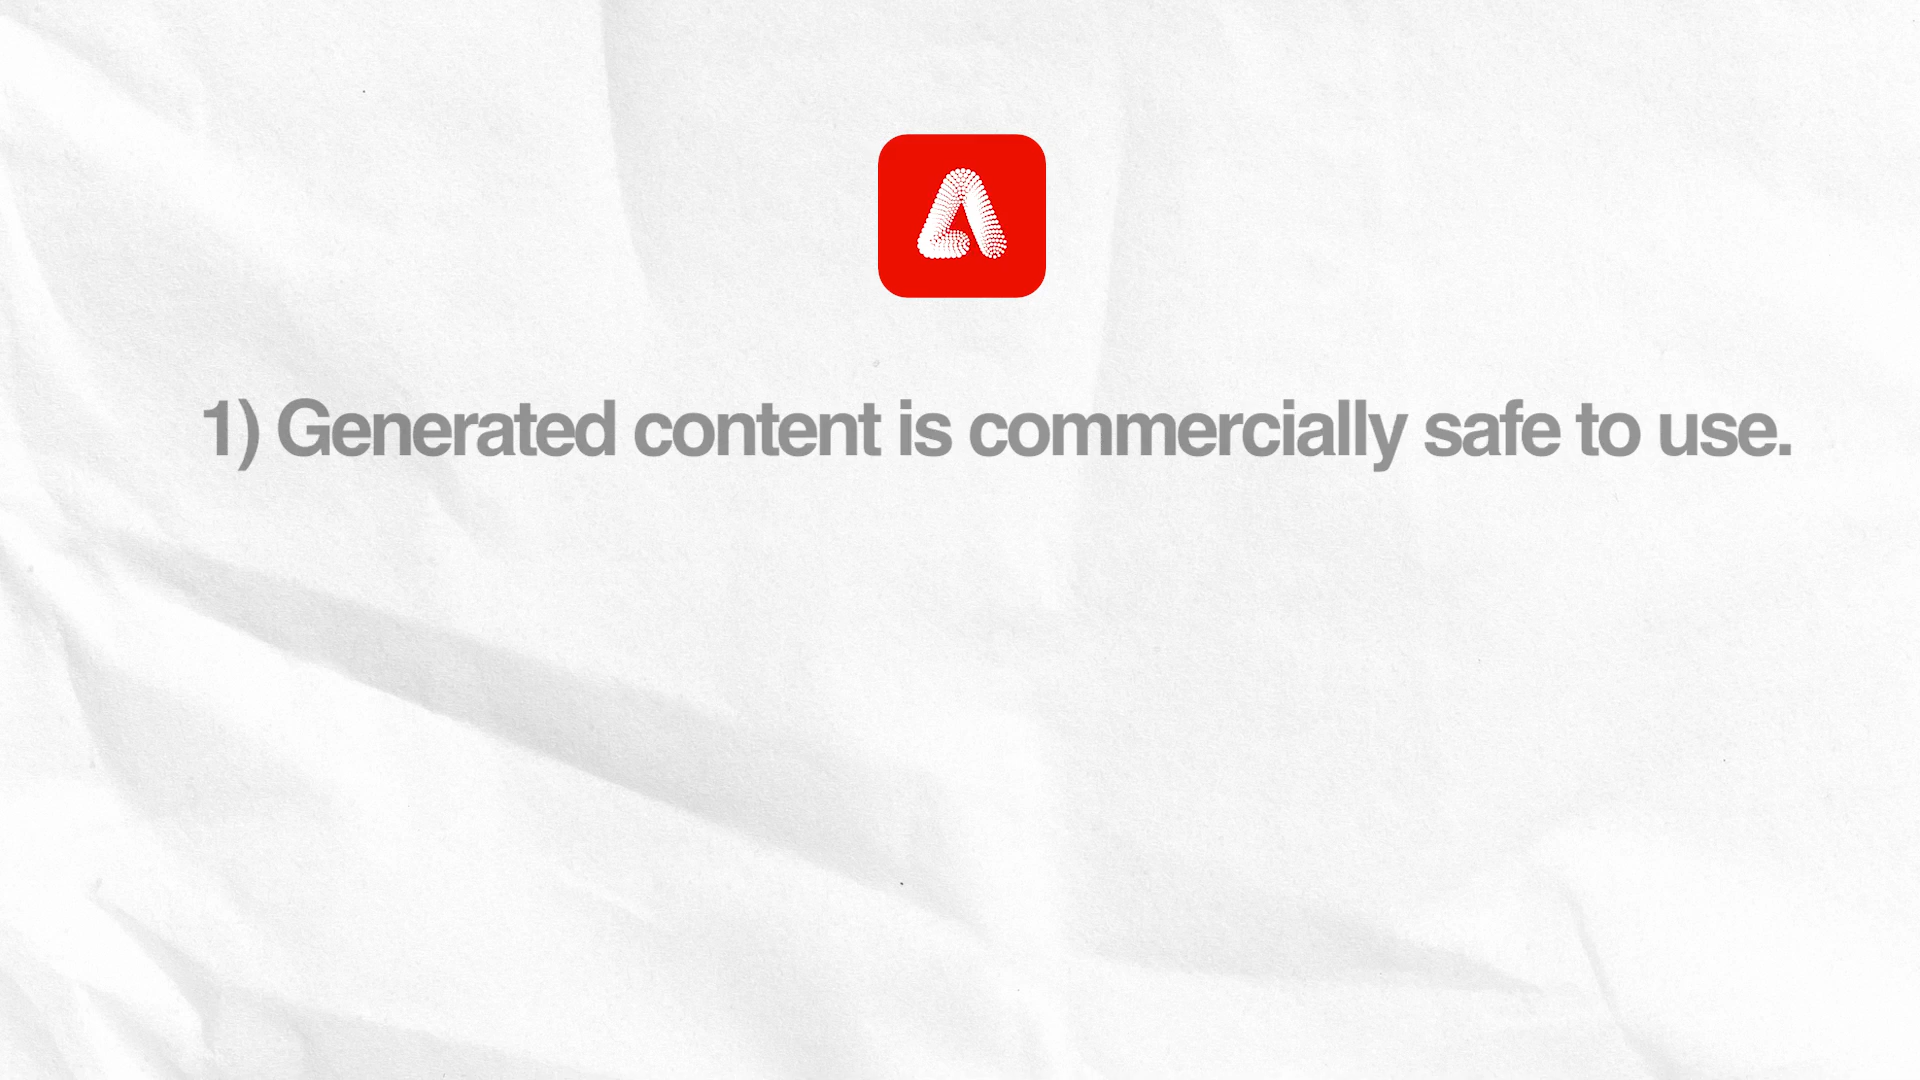 1) Generated content is commercially safe to use.